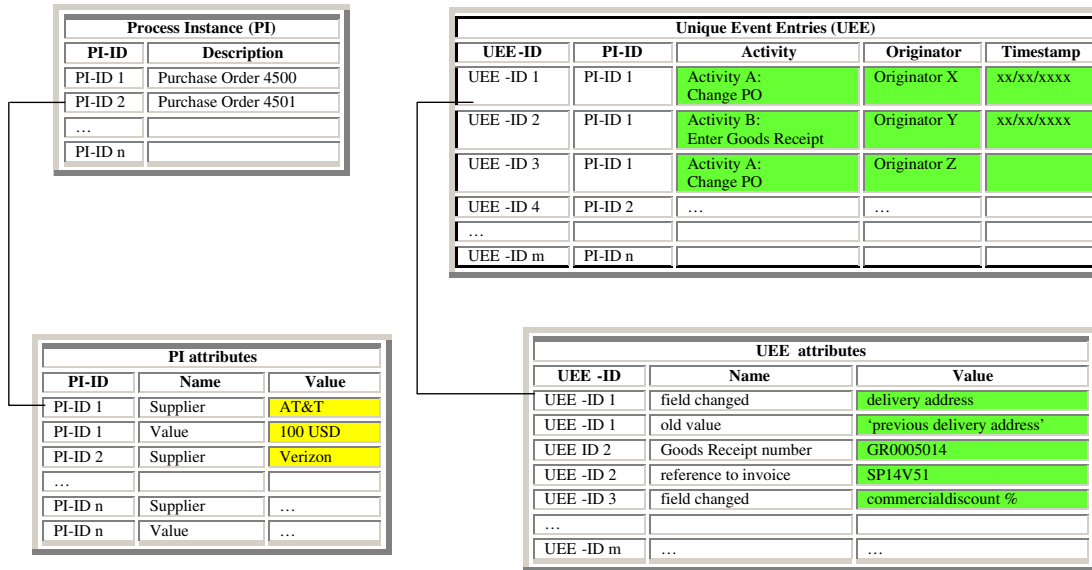 Process Instance (PI)
PI-ID Description
PI-ID 1 Purchase Order 4500
PI-ID 2 Purchase Order 4501
…
PI-ID n
Unique Event Entries (UEE)
UEE -ID PI-ID Activity Originator Timestamp
UEE -ID 1 PI-ID 1 Activity A: Originator X xx/xx/xxxx
Change PO
UEE -ID 2 PI-ID 1 Activity B: Originator Y xx/xx/xxxx
Enter Goods Receipt
UEE -ID 3 PI-ID 1 Activity A: Originator Z
Change PO
UEE -ID 4 PI-ID 2 … …
…
UEE -ID m PI-ID n
PI attributes
PI-ID Name Value
PI-ID 1 Supplier AT&T
PI-ID 1 Value 100 USD
PI-ID 2 Supplier Verizon
…
PI-ID n Supplier …
PI-ID n Value …
UEE attributes
UEE -ID Name Value
UEE -ID 1 field changed delivery address
UEE -ID 1 old value ‘previous delivery address’
UEE ID 2 Goods Receipt number GR0005014
UEE -ID 2 reference to invoice SP14V51
UEE -ID 3 field changed commercialdiscount %
…
UEE -ID m … …